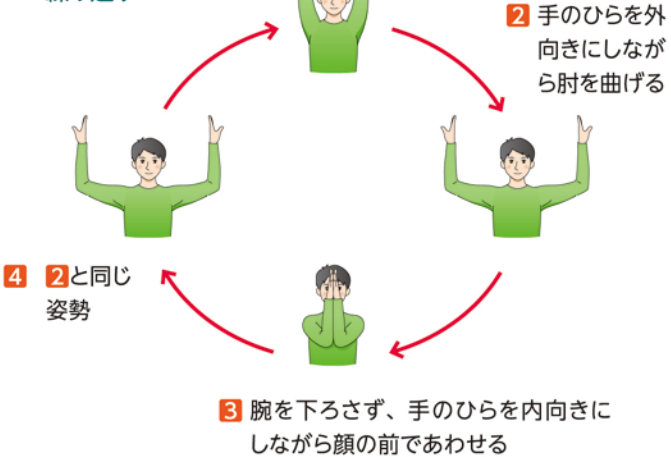 2 手のひらを外
向きにしなが
ら肘を曲げる
4 2と同じ
姿勢
3 腕を下ろさず、手のひらを内向きに
しながら顔の前であわせる